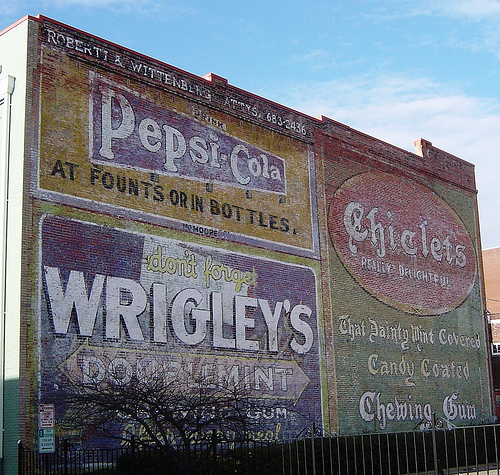 ROBERTI & WITTENBERG ATTYS. 683-2436
DRINK
Pepsi-Cola
AT FOUNTS OR IN BOTTLES.
don't forget
WRIGLEY'S
DOUBLEMINT
GUM
Chiclets
REALLY DELIGHTFUL
That Dainty Mint Covered
Candy Coated
Chewing Gum